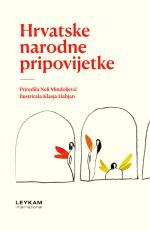 Hrvatske
narodne
pripovijetke
Priredila Neli Mindoljević
Ilustrirala Klasja Habjan
LEYKAM
international